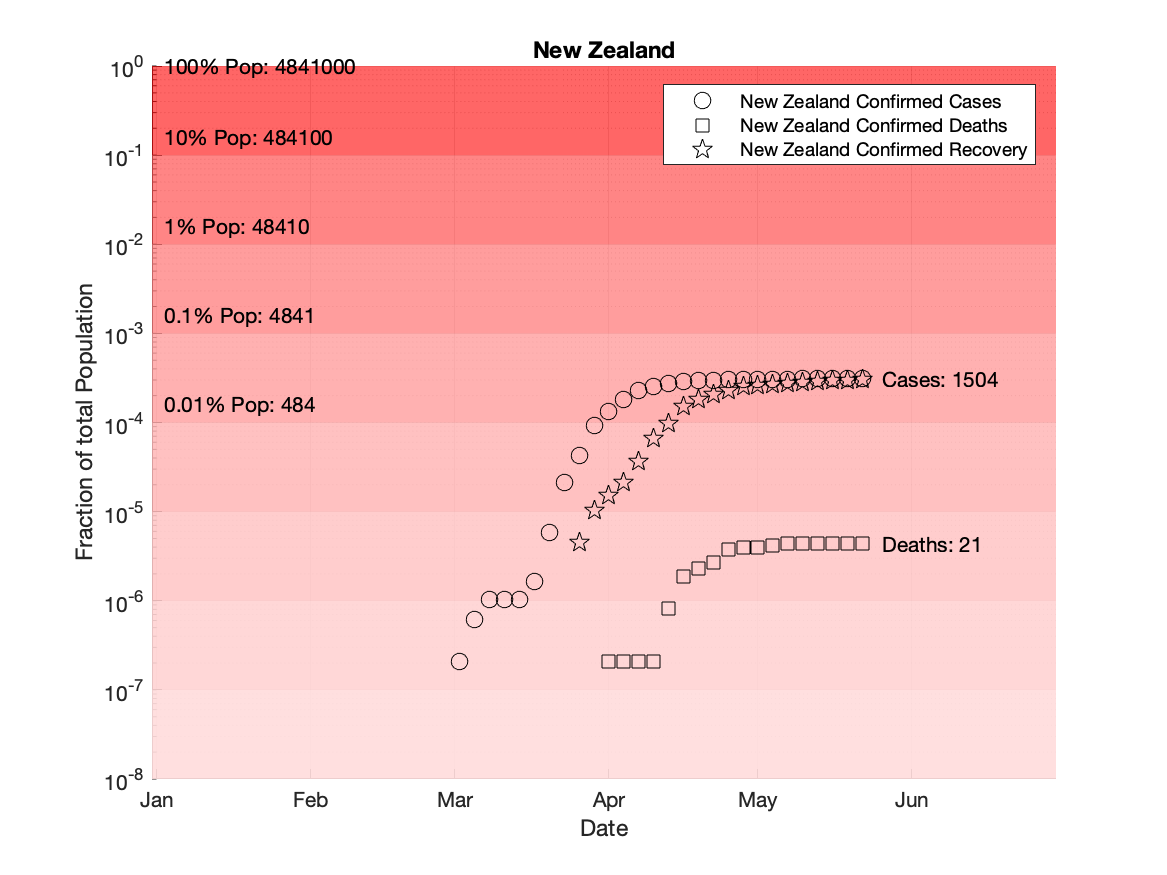 New Zealand
10^0
100% Pop: 4841000
New Zealand Confirmed Cases
New Zealand Confirmed Deaths
New Zealand Confirmed Recovery
10% Pop: 484100
10^-1
1% Pop: 48410
10^-2
0.1% Pop: 4841
10^-3
Cases: 1504
0.01% Pop: 484
10^-4
10^-5
Deaths: 21
10^-6
10^-7
10^-8
Fraction of total Population
Jan Feb Mar Apr May Jun
Date